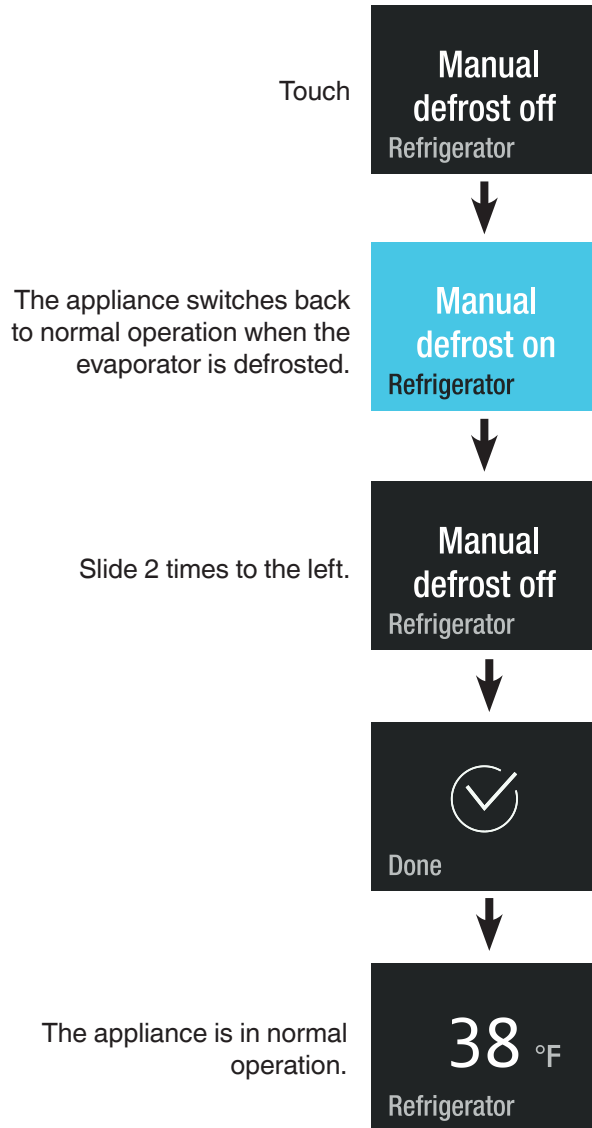 Touch
Manual
defrost off
Refrigerator
The appliance switches back
to normal operation when the
evaporator is defrosted.
Manual
defrost on
Refrigerator
Slide 2 times to the left.
Manual
defrost off
Refrigerator
Done
The appliance is in normal
operation.
38 °F
Refrigerator